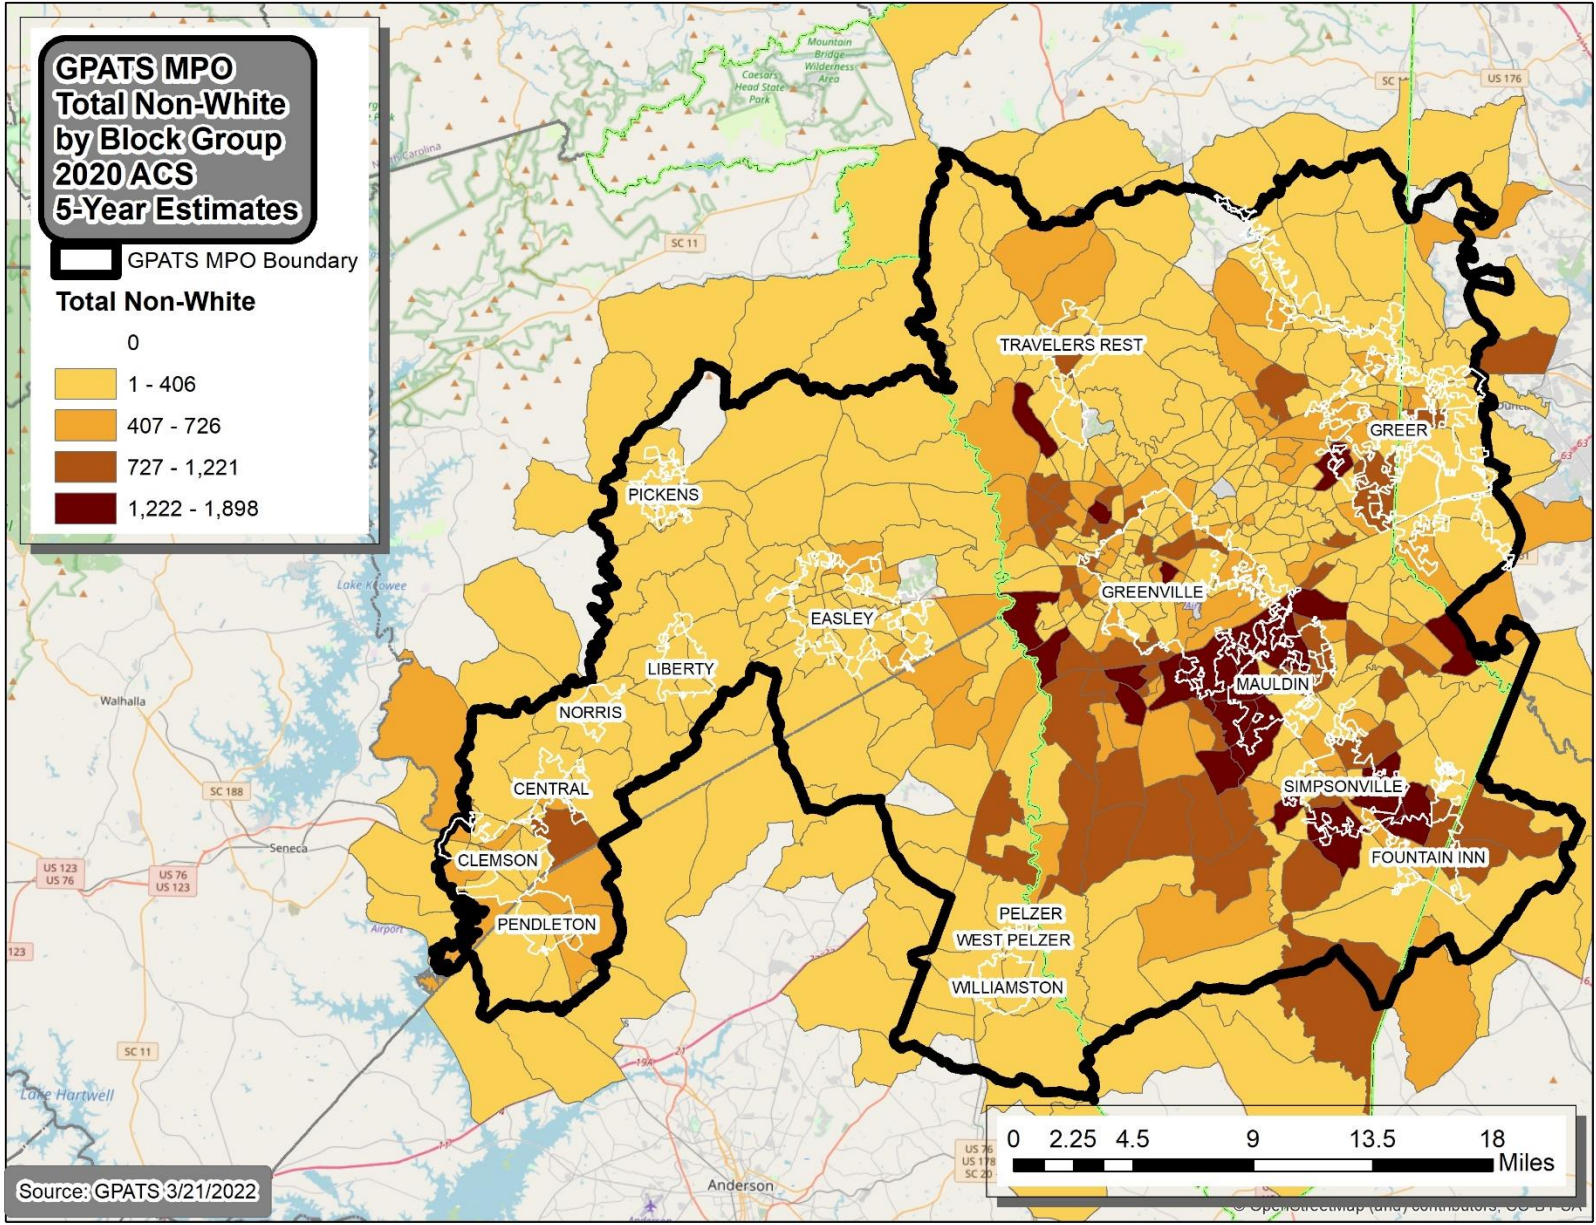 GPATS MPO
Total Non-White
by Block Group
2020 ACS
5-Year Estimates
GPATS MPO Boundary
Total Non-White
0
1 - 406
407 - 726
727 - 1,221
1,222 - 1,898
Mountain
Bridge
Wilderness
Area
Caesars
Head State
Park
US 176
North Carolina
SC 11
TRAVELERS REST
GREER
63
63
PICKENS
Lake Keowee
GREENVILLE
EASLEY
LIBERTY
MAULDIN
Walhalla
NORRIS
CENTRAL
SIMPSONVILLE
SC 188
Seneca
CLEMSON
FOUNTAIN INN
US 123
US 76
US 76
US 123
PELZER
PENDLETON
Airport
WEST PELZER
123
WILLIAMSTON
SC 11
19A
21
Lake Hartwell
0 2.25 4.5 9 13.5 18
Miles
US 76
US 178
SC 20
Anderson
Source: GPATS 3/21/2022